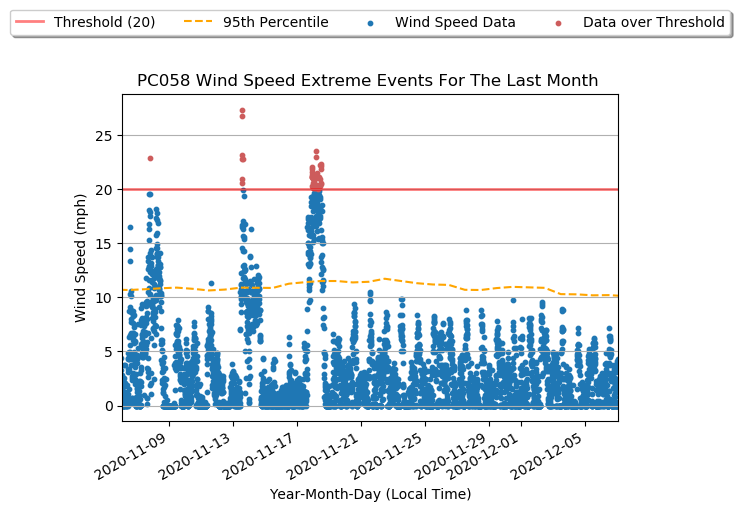 Threshold (20) 95th Percentile Wind Speed Data Data over Threshold
PC058 Wind Speed Extreme Events For The Last Month
25
20
15
10
5
0
Wind Speed (mph)
2020-11-09 2020-11-13 2020-11-17 2020-11-21 2020-11-25 2020-11-29 2020-12-01 2020-12-05
Year-Month-Day (Local Time)